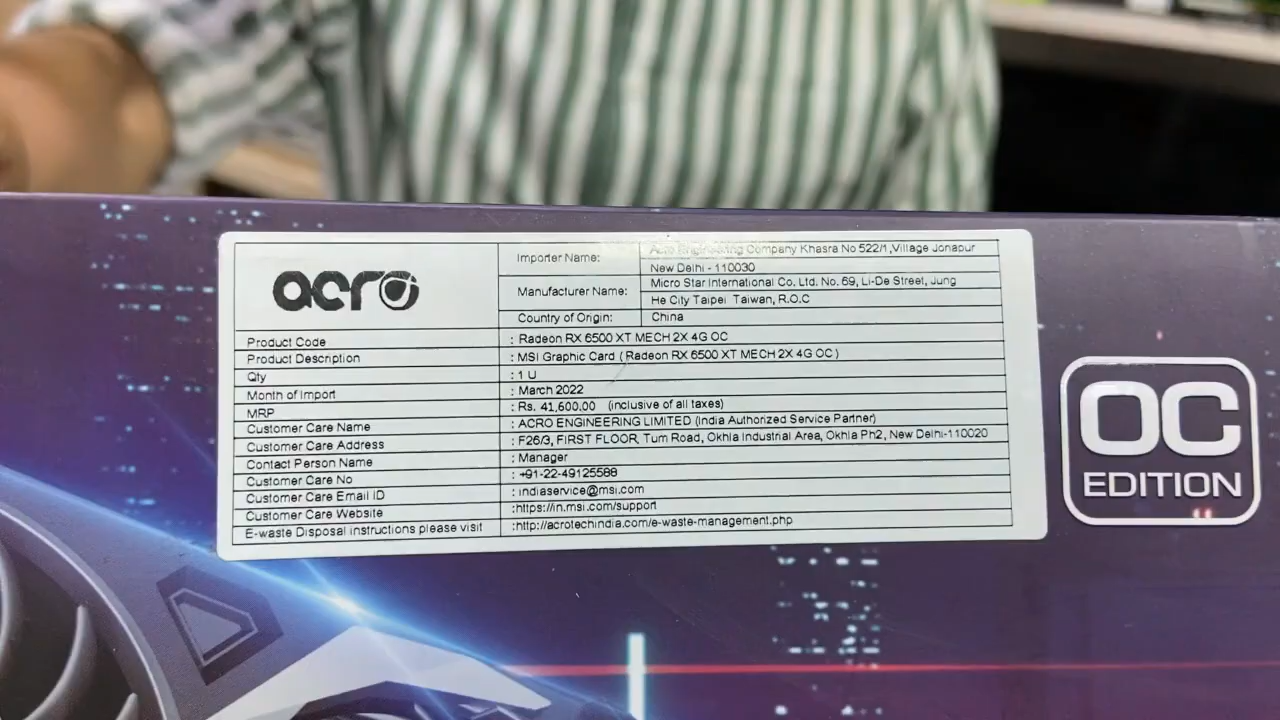 acro
Importer Name: Acro Engineering Company Khasra No 522/1,Village Jonapur
New Delhi - 110030
Manufacturer Name: Micro Star International Co. Ltd. No. 69, Li-De Street, Jung
He City Taipei Taiwan, R.O.C
Country of Origin: China
Product Code : Radeon RX 6500 XT MECH 2X 4G OC
Product Description : MSI Graphic Card ( Radeon RX 6500 XT MECH 2X 4G OC )
Qty : 1 U
Month of Import : March 2022
MRP : Rs. 41,600.00 (inclusive of all taxes)
Customer Care Name : ACRO ENGINEERING LIMITED (India Authorized Service Partner)
Customer Care Address : F26/3, FIRST FLOOR, Tum Road, Okhla Industrial Area, Okhla Ph2, New Delhi-110020
Contact Person Name : Manager
Customer Care No : +91-22-49125588
Customer Care Email ID : indiaservice@msi.com
Customer Care Website :https://in.msi.com/support
E-waste Disposal instructions please visit :http://acrotechindia.com/e-waste-management.php
OC
EDITION